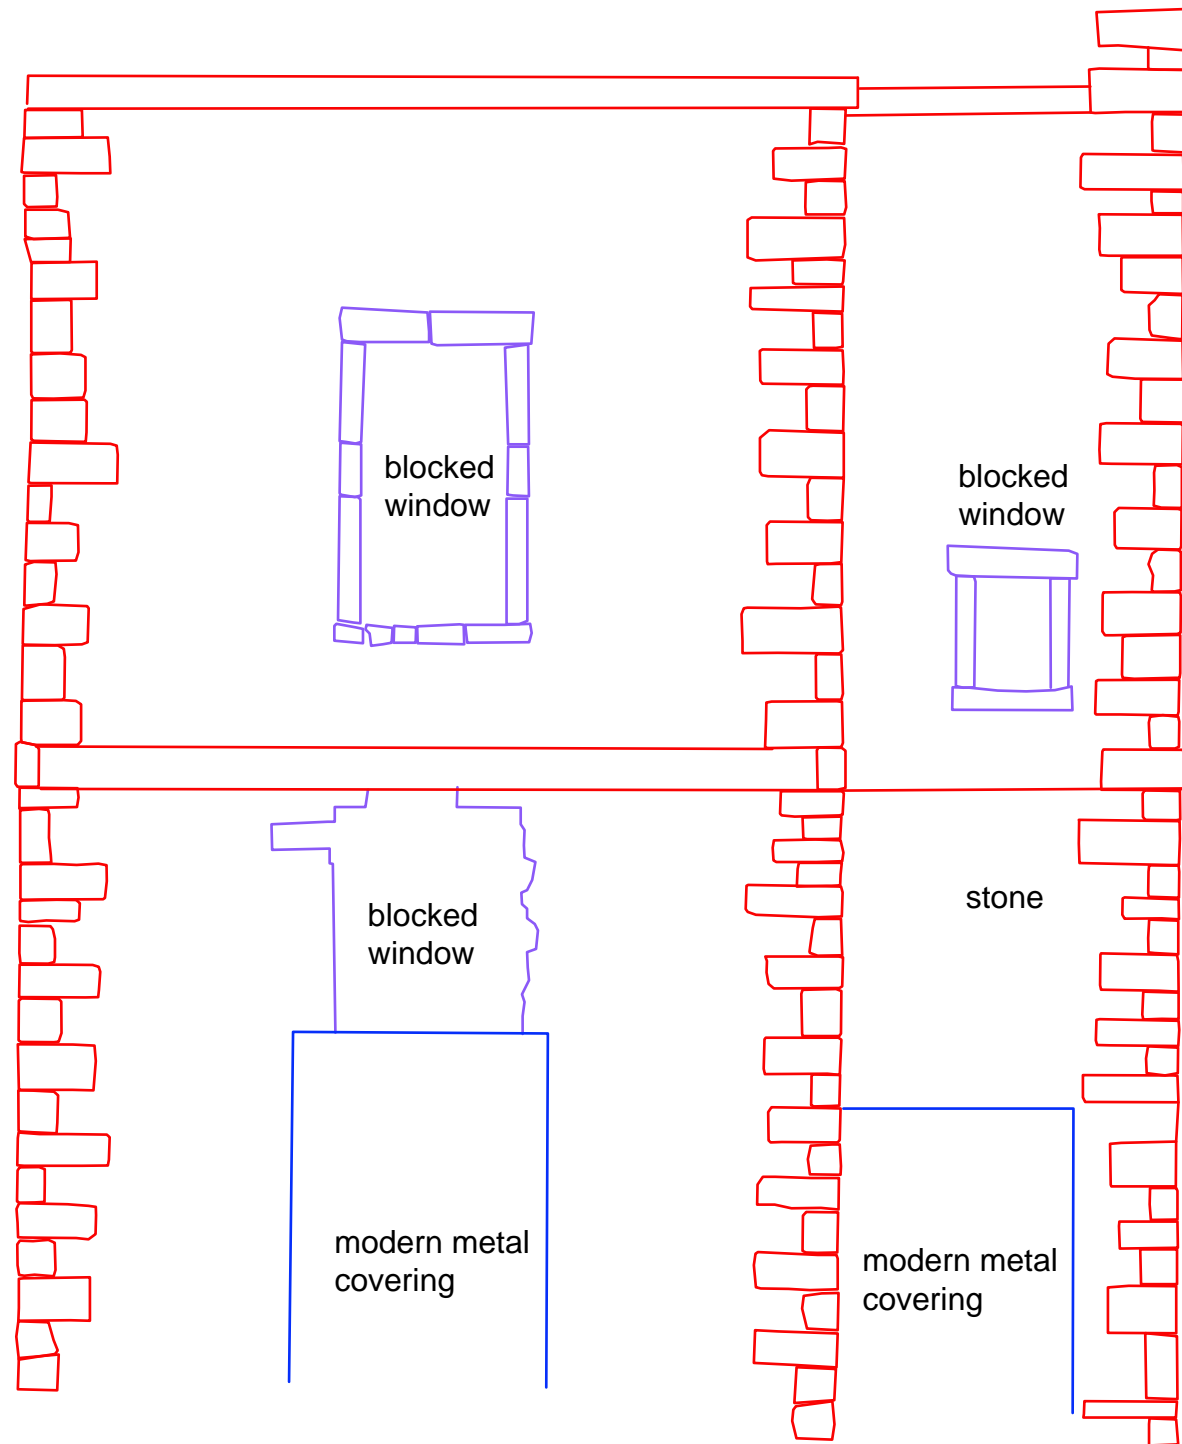 blocked
window
blocked
window
blocked
window
stone
modern metal
covering
modern metal
covering